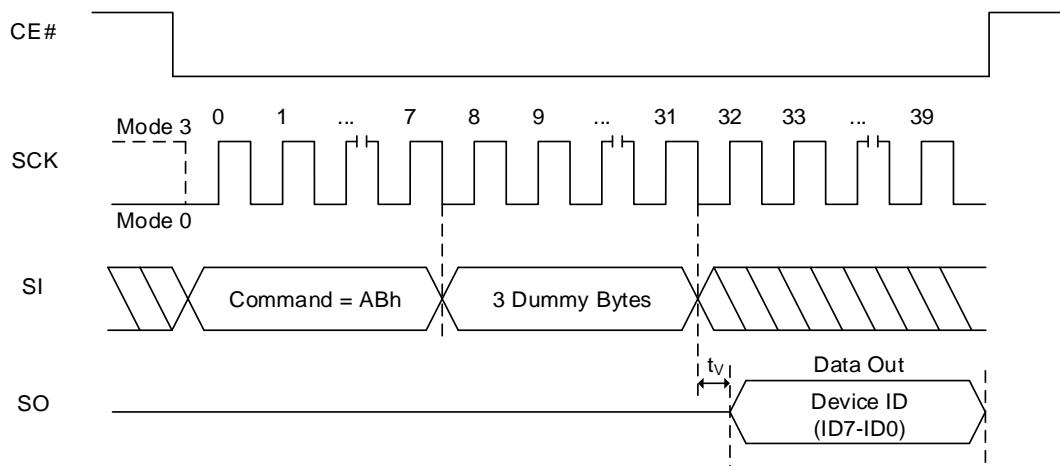 CE#
0 1 ... 7 8 9 ... 31 32 33 ... 39
Mode 3
SCK
Mode 0
SI
Command = ABh
3 Dummy Bytes
tV
Data Out
SO
Device ID
(ID7-ID0)